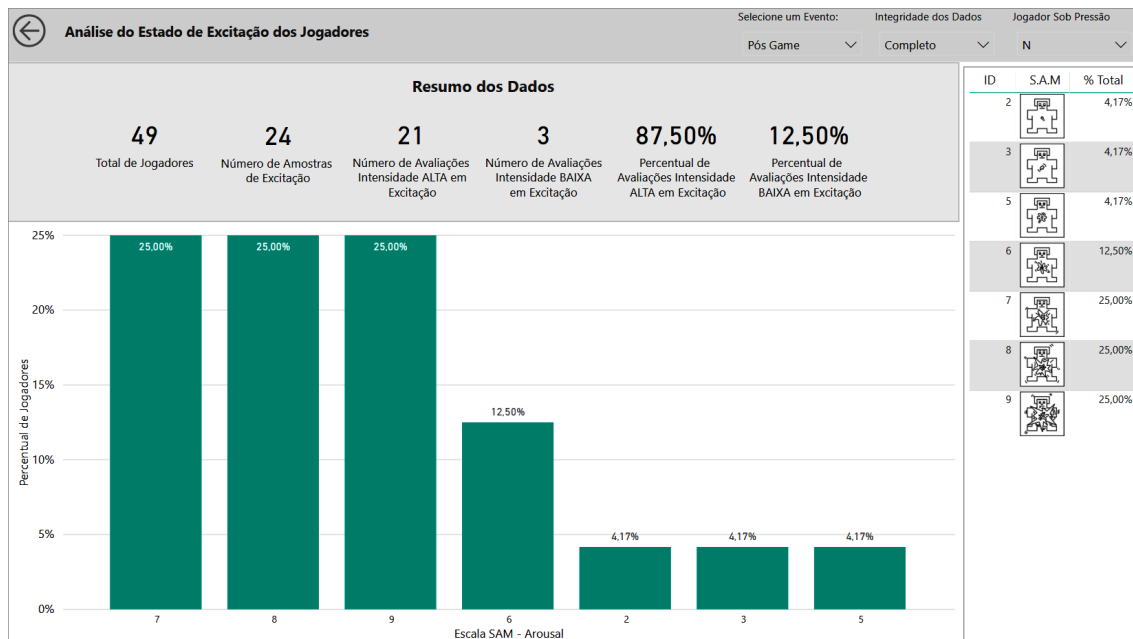 Análise do Estado de Excitação dos Jogadores
Selecione um Evento:
Pós Game
Integridade dos Dados
Completo
Jogador Sob Pressão
N
Resumo dos Dados
49
Total de Jogadores
24
Número de Amostras
de Excitação
21
Número de Avaliações
Intensidade ALTA em
Excitação
3
Número de Avaliações
Intensidade BAIXA
em Excitação
87,50%
Percentual de
Avaliações Intensidade
ALTA em Excitação
12,50%
Percentual de
Avaliações Intensidade
BAIXA em Excitação
ID S.A.M % Total
2 4,17%
3 4,17%
5 4,17%
6 12,50%
7 25,00%
8 25,00%
9 25,00%
Percentual de Jogadores
25%
20%
15%
10%
5%
0%
25,00%
25,00%
25,00%
12,50%
4,17%
4,17%
4,17%
7 8 9 6 2 3 5
Escala SAM - Arousal